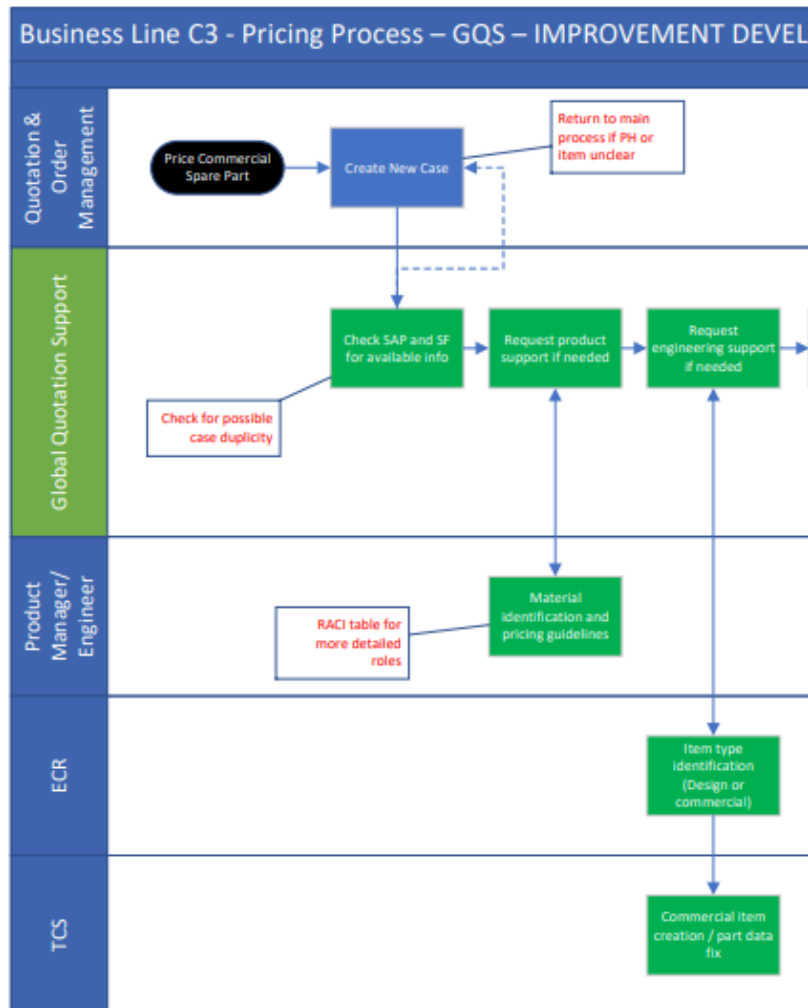 Business Line C3 - Pricing Process – GQS – IMPROVEMENT DEVEL
Quotation &
Order
Management
Price Commercial
Spare Part
Create New Case
Return to main
process if PH or
item unclear
Global Quotation Support
Check SAP and SF
for available info
Request product
support if needed
Request
engineering support
if needed
Check for possible
case duplicity
Product
Manager/
Engineer
RACI table for
more detailed
roles
Material
identification and
pricing guidelines
ECR
Item type
identification
(Design or
commercial)
TCS
Commercial item
creation / part data
fix